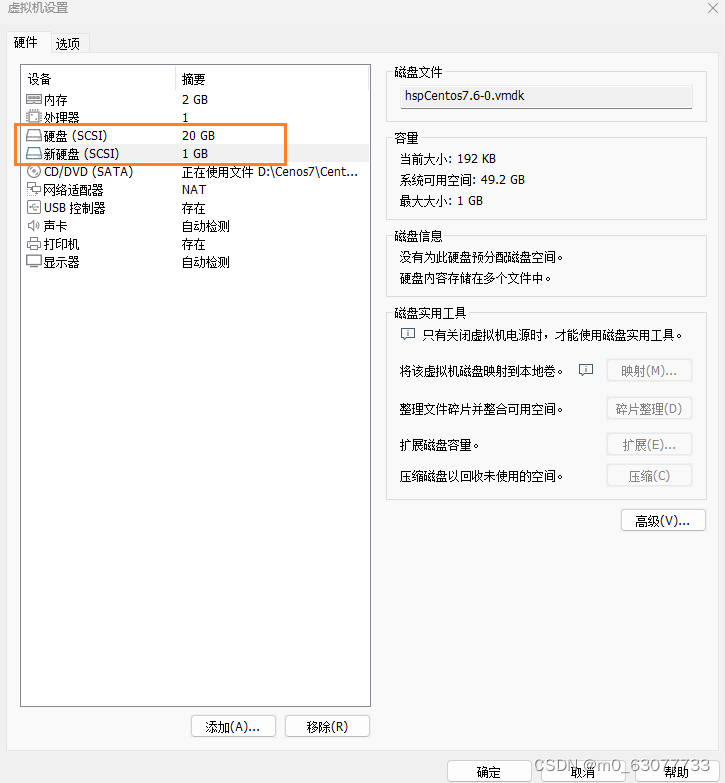 虚拟机设置
硬件 选项
设备 摘要
内存 2 GB
处理器 1
硬盘 (SCSI) 20 GB
新硬盘 (SCSI) 1 GB
CD/DVD (SATA) 正在使用文件 D:\Cenos7\Cent...
网络适配器 NAT
USB 控制器 存在
声卡 自动检测
打印机 存在
显示器 自动检测
添加(A)... 移除(R)
磁盘文件
hspCentos7.6-0.vmdk
容量
当前大小: 192 KB
系统可用空间: 49.2 GB
最大大小: 1 GB
磁盘信息
没有为此硬盘预分配磁盘空间。
硬盘内容存储在多个文件中。
磁盘实用工具
只有关闭虚拟机电源时，才能使用磁盘实用工具。
将该虚拟机磁盘映射到本地卷。 映射(M)...
整理文件碎片并整合可用空间。 碎片整理(D)
扩展磁盘容量。 扩展(E)...
压缩磁盘以回收未使用的空间。 压缩(C)
高级(V)...
确定 取消 帮助
CSDN @m0_63077733